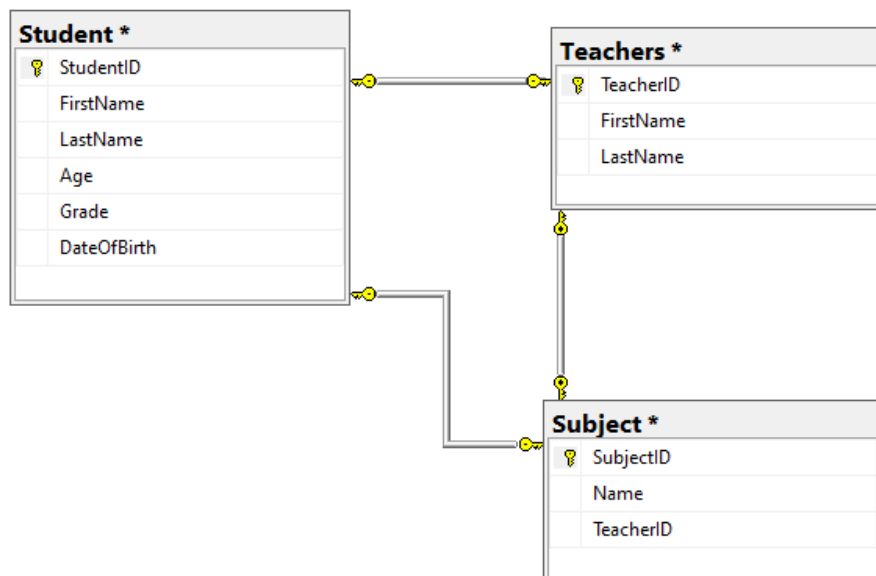 Student *
StudentID
FirstName
LastName
Age
Grade
DateOfBirth
Teachers *
TeacherID
FirstName
LastName
Subject *
SubjectID
Name
TeacherID